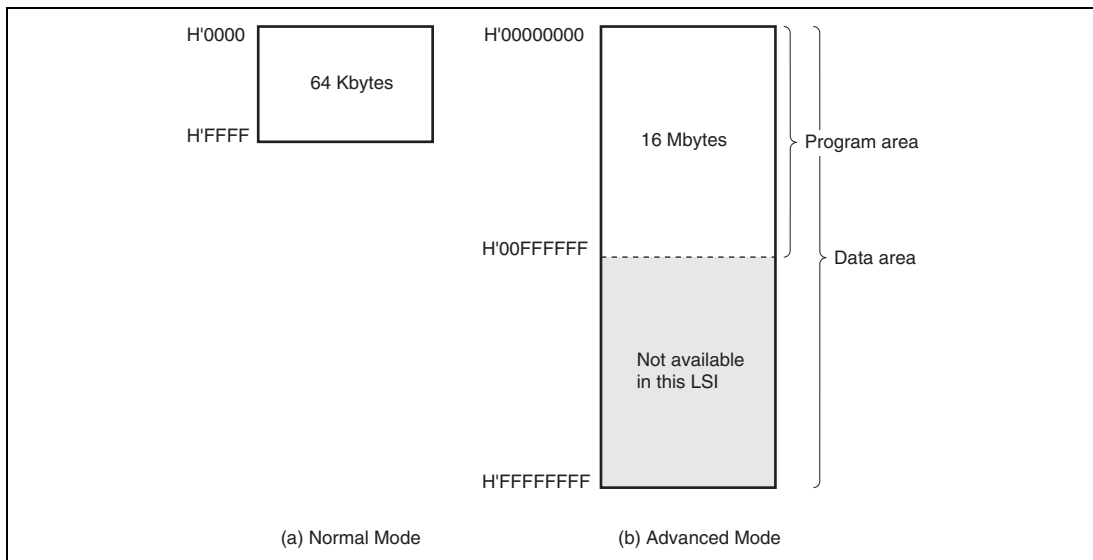 H'0000
64 Kbytes
H'FFFF
(a) Normal Mode
H'00000000
16 Mbytes
Program area
H'00FFFFFF
Data area
Not available
in this LSI
H'FFFFFFFF
(b) Advanced Mode